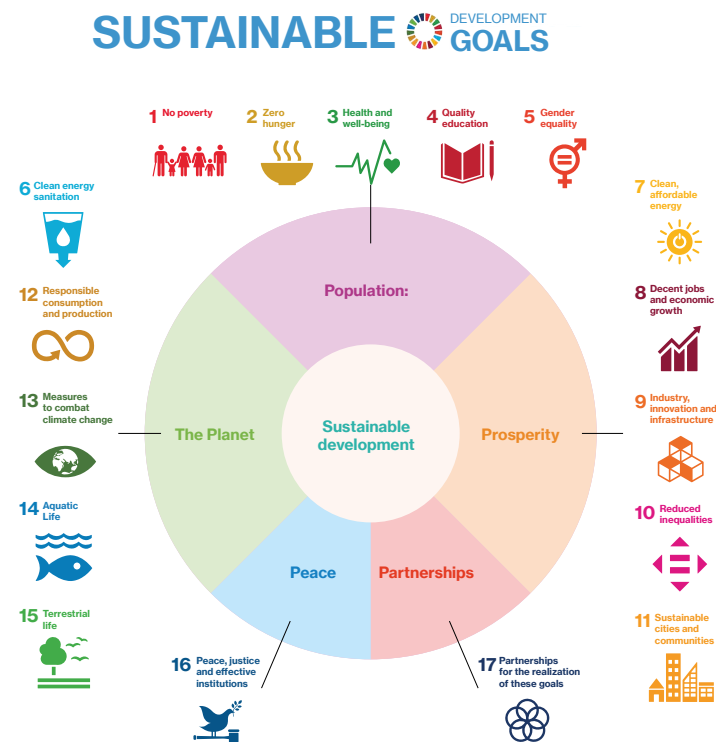 SUSTAINABLE
DEVELOPMENT
GOALS
1 No poverty
2 Zero
hunger
3 Health and
well-being
4 Quality
education
5 Gender
equality
6 Clean energy
sanitation
7 Clean,
affordable
energy
12 Responsible
consumption
and production
8 Decent jobs
and economic
growth
Population:
13 Measures
to combat
climate change
9 Industry,
innovation and
infrastructure
The Planet
Sustainable
development
Prosperity
14 Aquatic
Life
10 Reduced
inequalities
Peace
Partnerships
15 Terrestrial
life
11 Sustainable
cities and
communities
16 Peace, justice
and effective
institutions
17 Partnerships
for the realization
of these goals